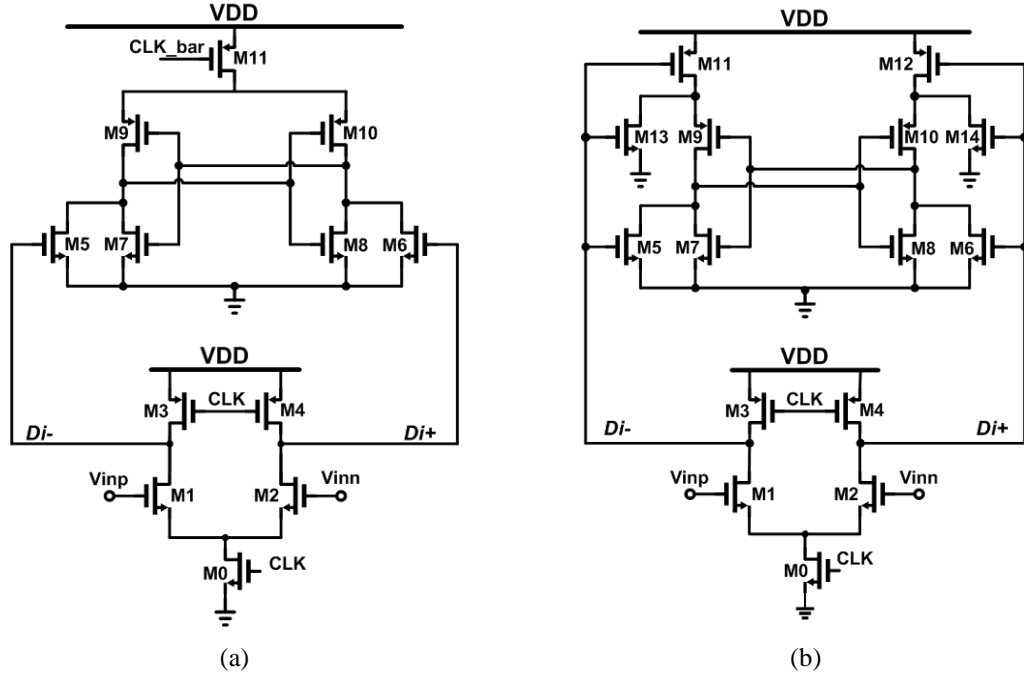 VDD
CLK_bar
M11
M9
M10
M5
M7
M8
M6
VDD
M3
CLK
M4
Di-
Di+
Vinp
Vinn
M1
M2
M0
CLK
(a)
VDD
M11
M12
M13
M9
M10
M14
M5
M7
M8
M6
VDD
M3
CLK
M4
Di-
Di+
Vinp
Vinn
M1
M2
M0
CLK
(b)